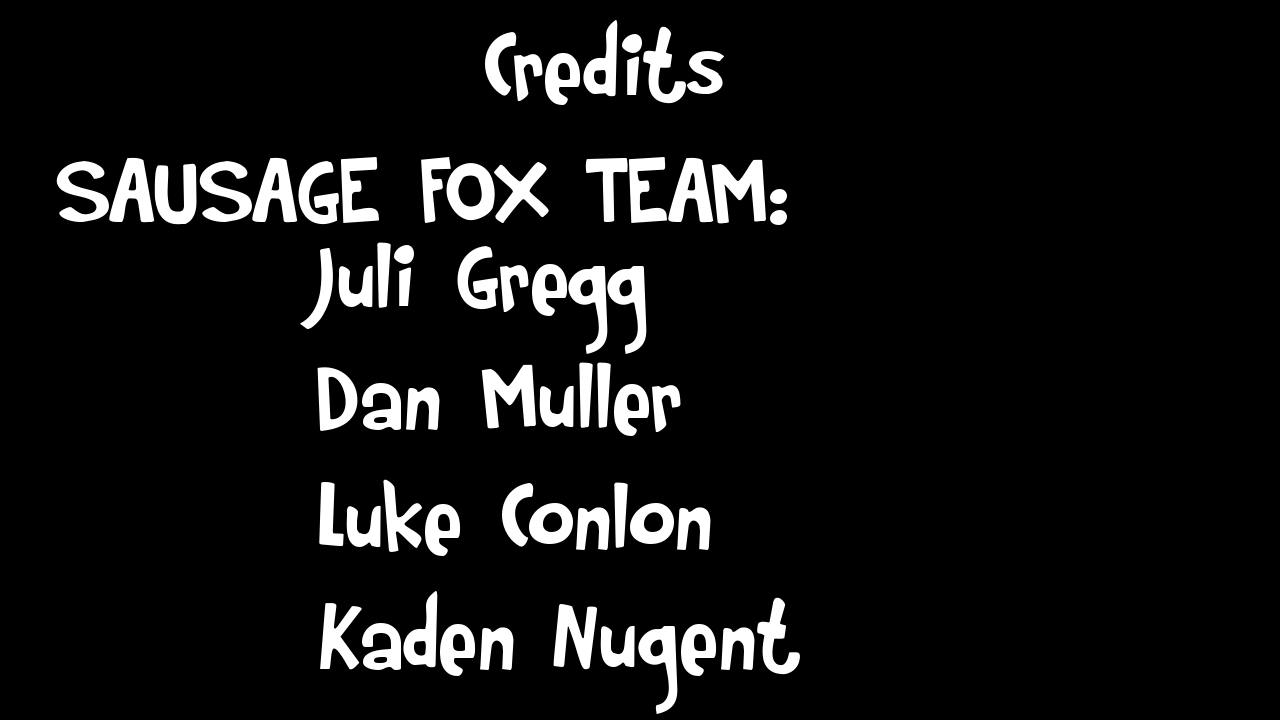 Credits
SAUSAGE FOX TEAM:
Juli Gregg
Dan Muller
Luke Conlon
Kaden Nugent